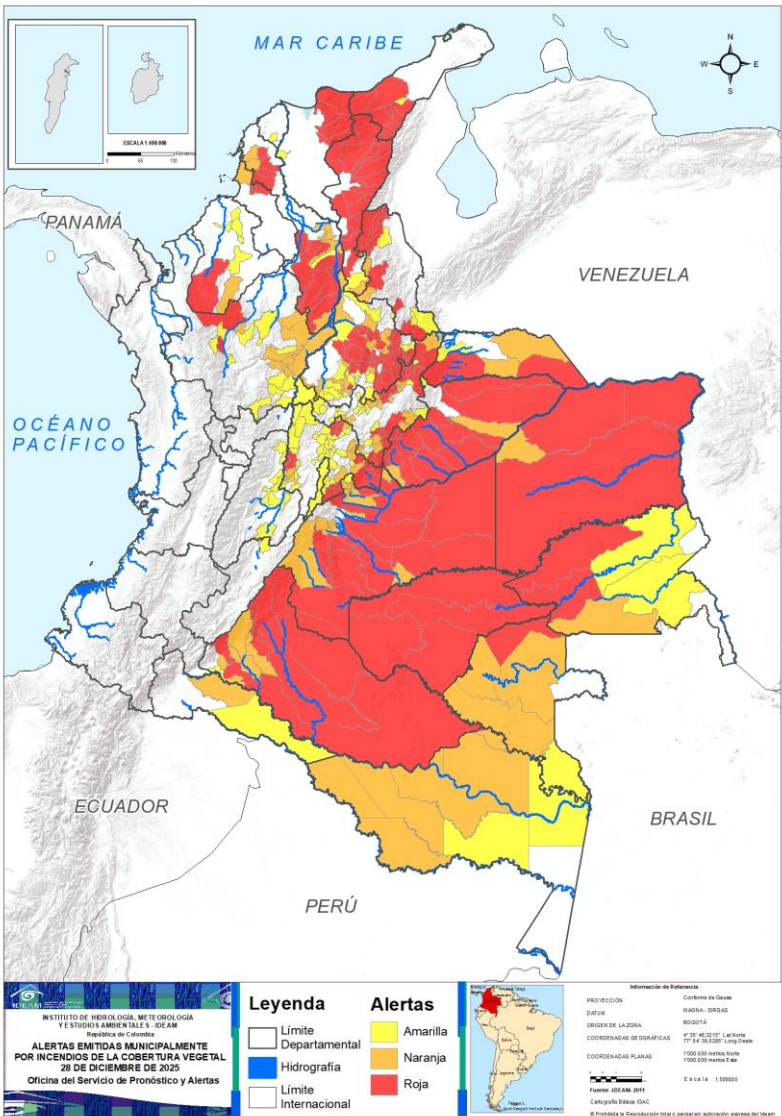 MAR CARIBE
N
W
E
S
ESCALA 1:400.000
PANAMÁ
VENEZUELA
OCÉANO
PACÍFICO
ECUADOR
BRASIL
PERÚ
IDEAM
INSTITUTO DE HIDROLOGÍA, METEOROLOGÍA
Y ESTUDIOS AMBIENTALES - IDEAM
República de Colombia
ALERTAS EMITIDAS MUNICIPALMENTE
POR INCENDIOS DE LA COBERTURA VEGETAL
28 DE DICIEMBRE DE 2025
Oficina del Servicio de Pronóstico y Alertas
Leyenda
Límite
Departamental
Hidrografía
Límite
Internacional
Alertas
Amarilla
Naranja
Roja
Información de Referencia
PROYECCIÓN Conforme de Gauss
DATUM MAGNA-SIRGAS
ORIGEN DE LA ZONA BOGOTÁ
COORDENADAS GEOGRÁFICAS
COORDENADAS PLANAS
1'000.000 metros Norte
1'000.000 metros Este
Fuente: IDEAM, 2011
Cartografía Básica IGAC